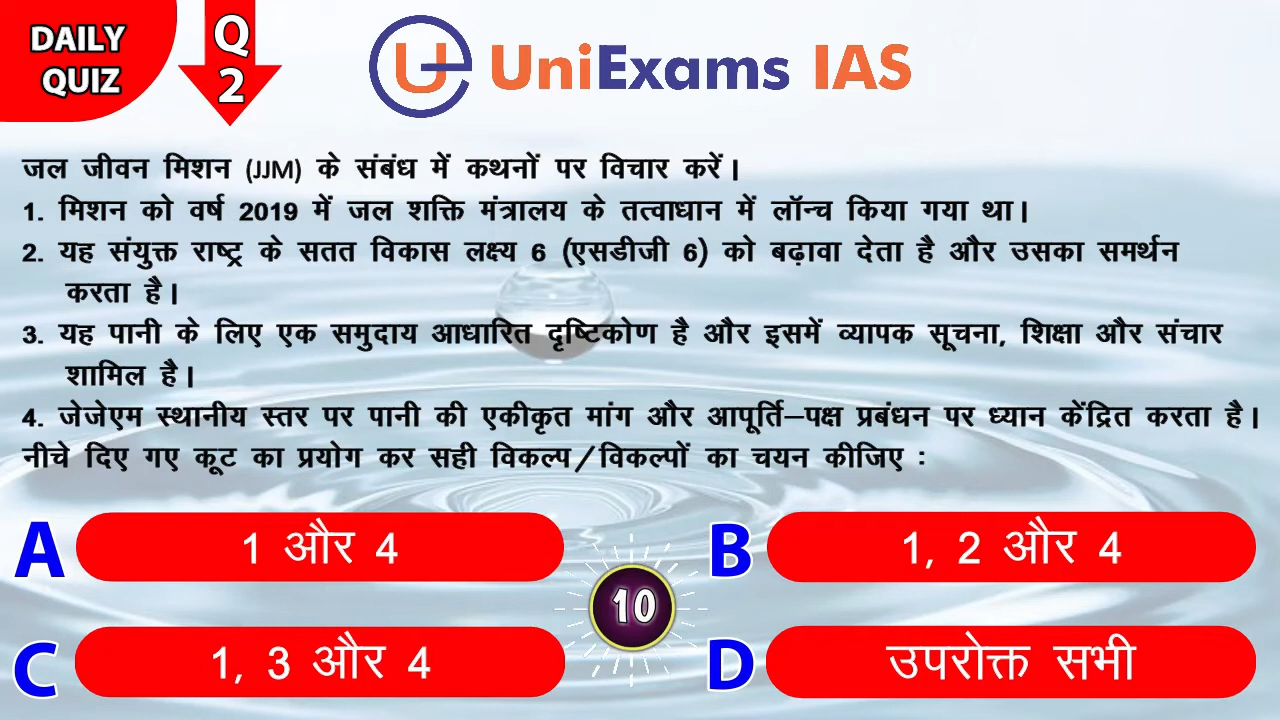 DAILY
QUIZ
Q
2
UniExams IAS
जल जीवन मिशन (JJM) के संबंध में कथनों पर विचार करें।
1. मिशन को वर्ष 2019 में जल शक्ति मंत्रालय के तत्वाधान में लॉन्च किया गया था।
2. यह संयुक्त राष्ट्र के सतत विकास लक्ष्य 6 (एसडीजी 6) को बढ़ावा देता है और उसका समर्थन
करता है।
3. यह पानी के लिए एक समुदाय आधारित दृष्टिकोण है और इसमें व्यापक सूचना, शिक्षा और संचार
शामिल है।
4. जेजेएम स्थानीय स्तर पर पानी की एकीकृत मांग और आपूर्ति–पक्ष प्रबंधन पर ध्यान केंद्रित करता है।
नीचे दिए गए कूट का प्रयोग कर सही विकल्प/विकल्पों का चयन कीजिए :
A 1 और 4
B 1, 2 और 4
10
C 1, 3 और 4
D उपरोक्त सभी